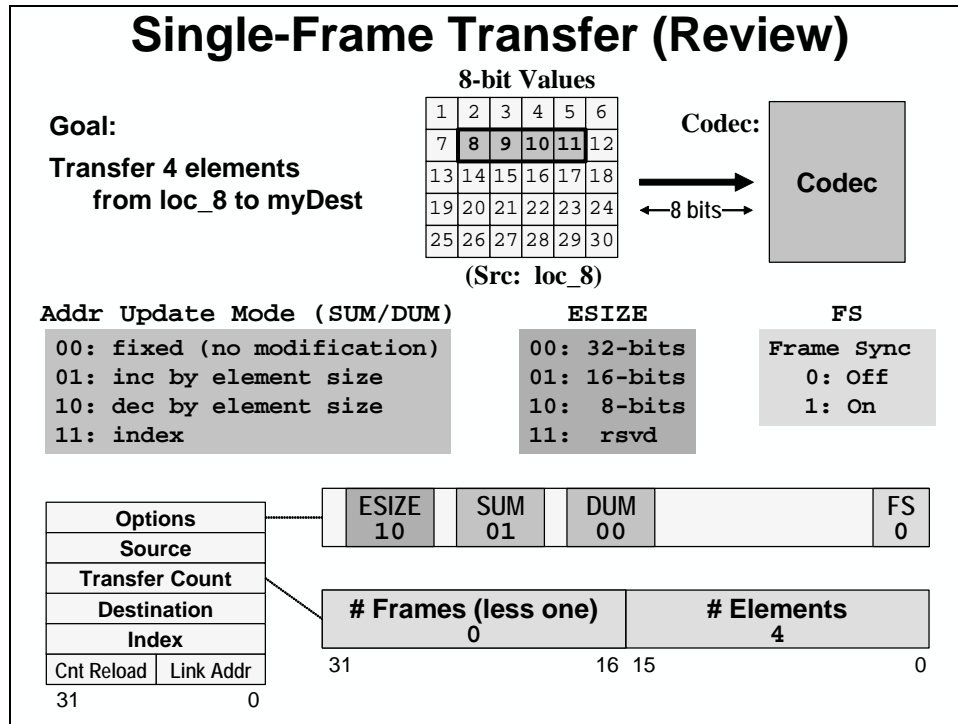 Single-Frame Transfer (Review)
Goal:
Transfer 4 elements
from loc_8 to myDest
8-bit Values
1 2 3 4 5 6
7 8 9 10 11 12
13 14 15 16 17 18
19 20 21 22 23 24
25 26 27 28 29 30
(Src: loc_8)
Codec:
8 bits
Codec
Addr Update Mode (SUM/DUM)
00: fixed (no modification)
01: inc by element size
10: dec by element size
11: index
ESIZE
00: 32-bits
01: 16-bits
10: 8-bits
11: rsvd
FS
Frame Sync
0: Off
1: On
Options
Source
Transfer Count
Destination
Index
Cnt Reload Link Addr
31 0
ESIZE SUM DUM FS
10 01 00 0
# Frames (less one) # Elements
0 4
31 16 15 0